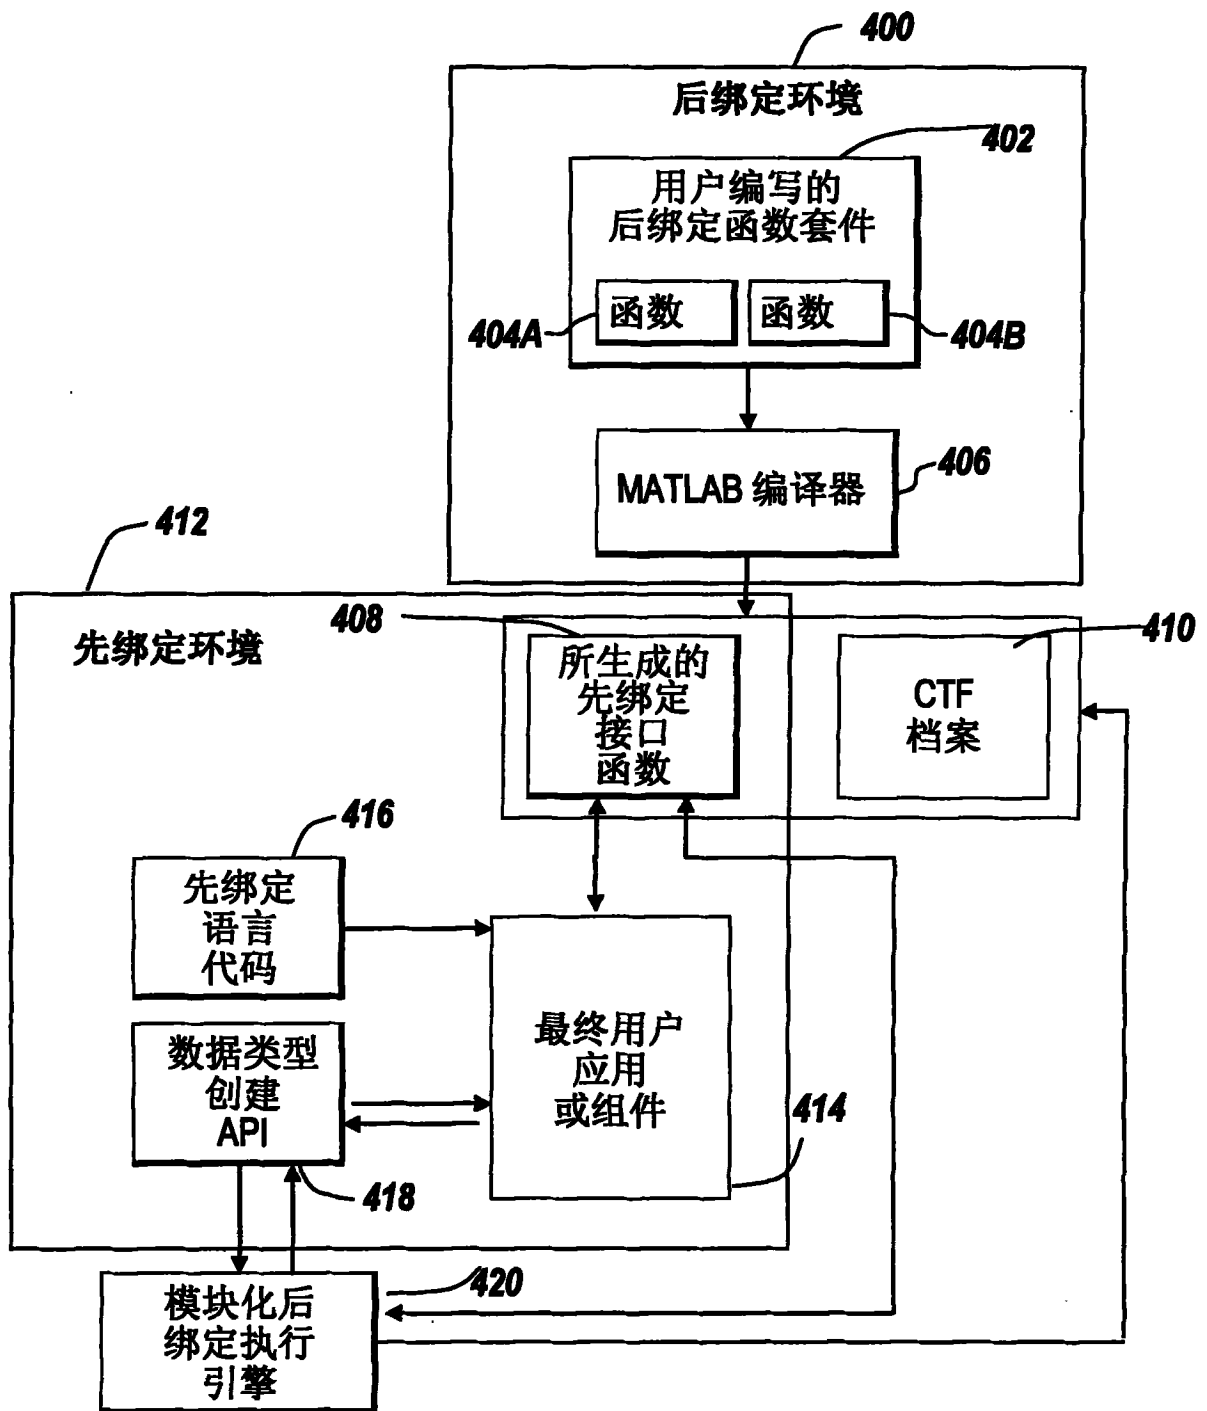 400
后绑定环境
402
用户编写的
后绑定函数套件
函数
函数
404A
404B
MATLAB 编译器
406
412
先绑定环境
408
所生成的
先绑定
接口
函数
410
CTF
档案
416
先绑定
语言
代码
数据类型
创建
API
418
最终用户
应用
或组件
414
420
模块化后
绑定执行
引擎